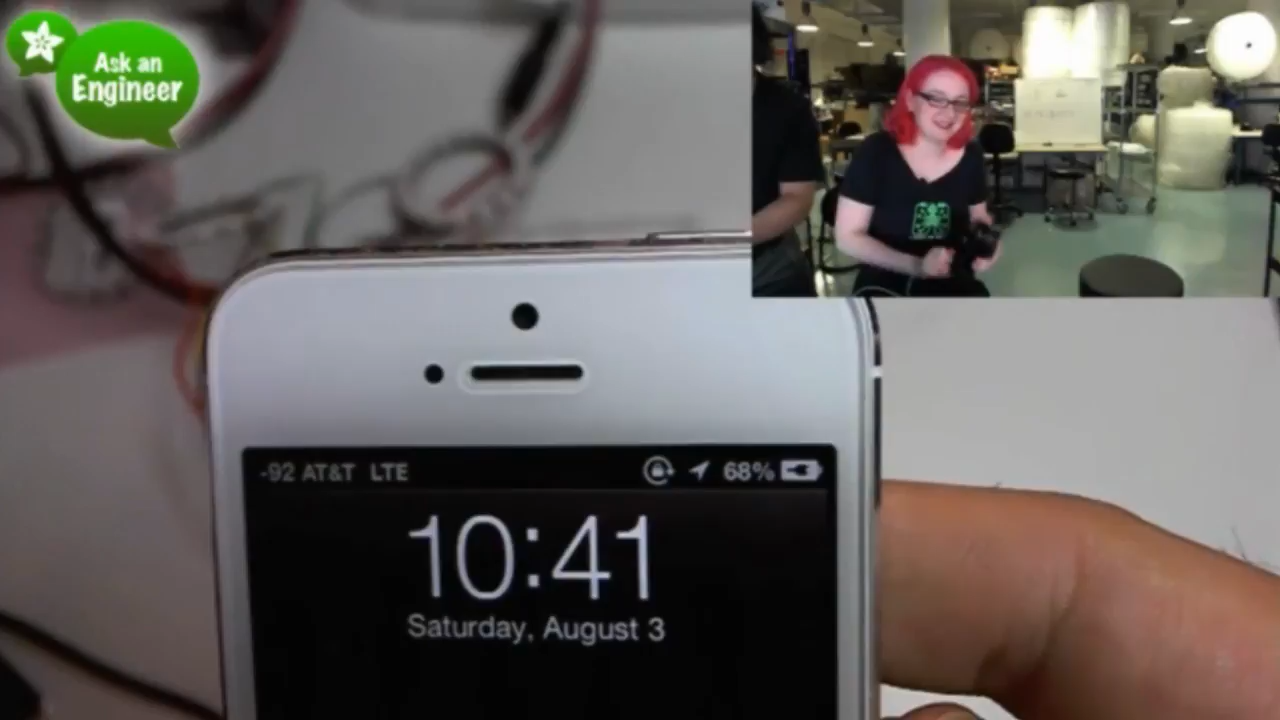 Ask an
Engineer
-92 AT&T LTE
68%
10:41
Saturday, August 3